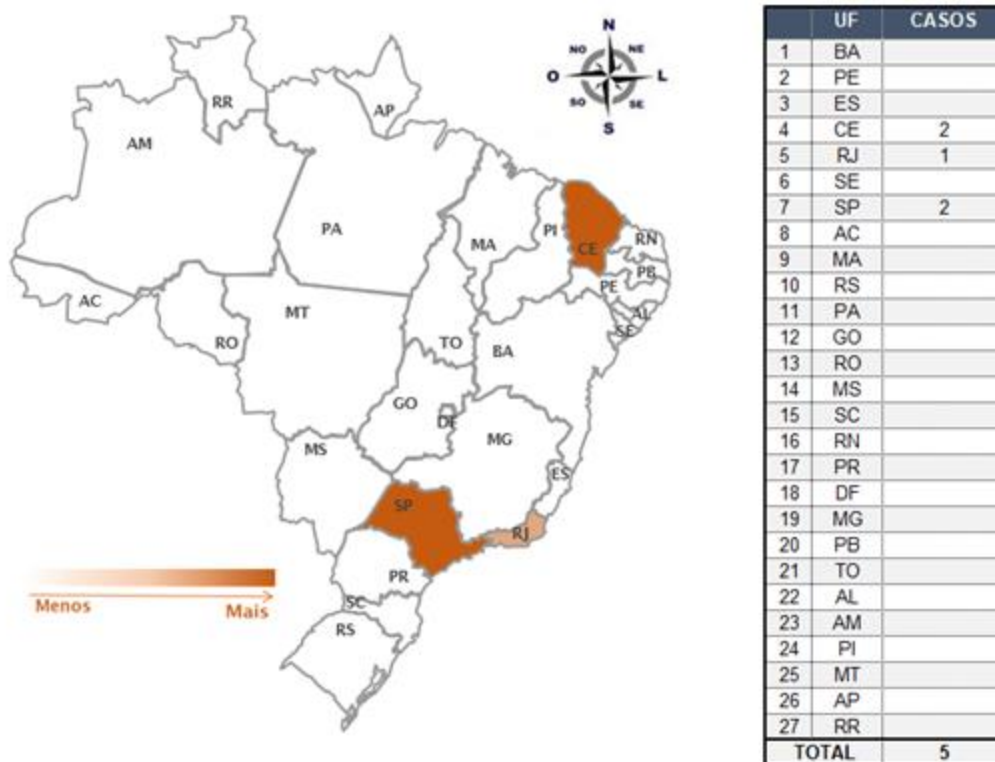 N
NO NE
O L
SO SE
S
RR
AP
AM
PA
MA
PI
CE
RN
PB
PE
AL
SE
AC
RO
MT
TO
BA
GO
DF
MG
MS
ES
SP
RJ
PR
SC
RS
Menos
Mais
UF CASOS
1 BA
2 PE
3 ES
4 CE 2
5 RJ 1
6 SE
7 SP 2
8 AC
9 MA
10 RS
11 PA
12 GO
13 RO
14 MS
15 SC
16 RN
17 PR
18 DF
19 MG
20 PB
21 TO
22 AL
23 AM
24 PI
25 MT
26 AP
27 RR
TOTAL 5